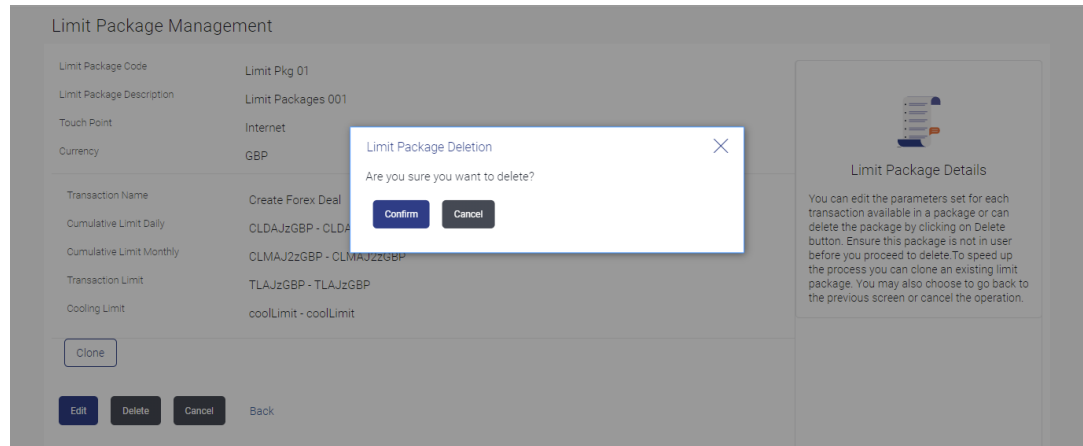 Limit Package Management
Limit Package Code
Limit Pkg 01
Limit Package Description
Limit Packages 001
Touch Point
Internet
Currency
GBP
Transaction Name
Create Forex Deal
Cumulative Limit Daily
CLDAJzGBP - CLDA
Cumulative Limit Monthly
CLMAJ2zGBP - CLMAJ2zGBP
Transaction Limit
TLAJzGBP - TLAJzGBP
Cooling Limit
coolLimit - coolLimit
Clone
Edit
Delete
Cancel
Back
Limit Package Deletion
Are you sure you want to delete?
Confirm
Cancel
Limit Package Details
You can edit the parameters set for each
transaction available in a package or can
delete the package by clicking on Delete
button. Ensure this package is not in user
before you proceed to delete.To speed up
the process you can clone an existing limit
package. You may also choose to go back to
the previous screen or cancel the operation.